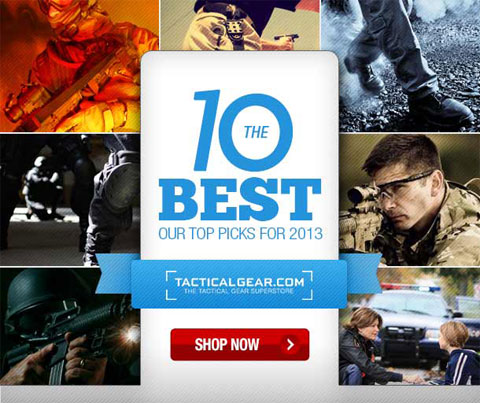 THE
10
BEST
OUR TOP PICKS FOR 2013
TACTICALGEAR.COM
THE TACTICAL GEAR SUPERSTORE
SHOP NOW